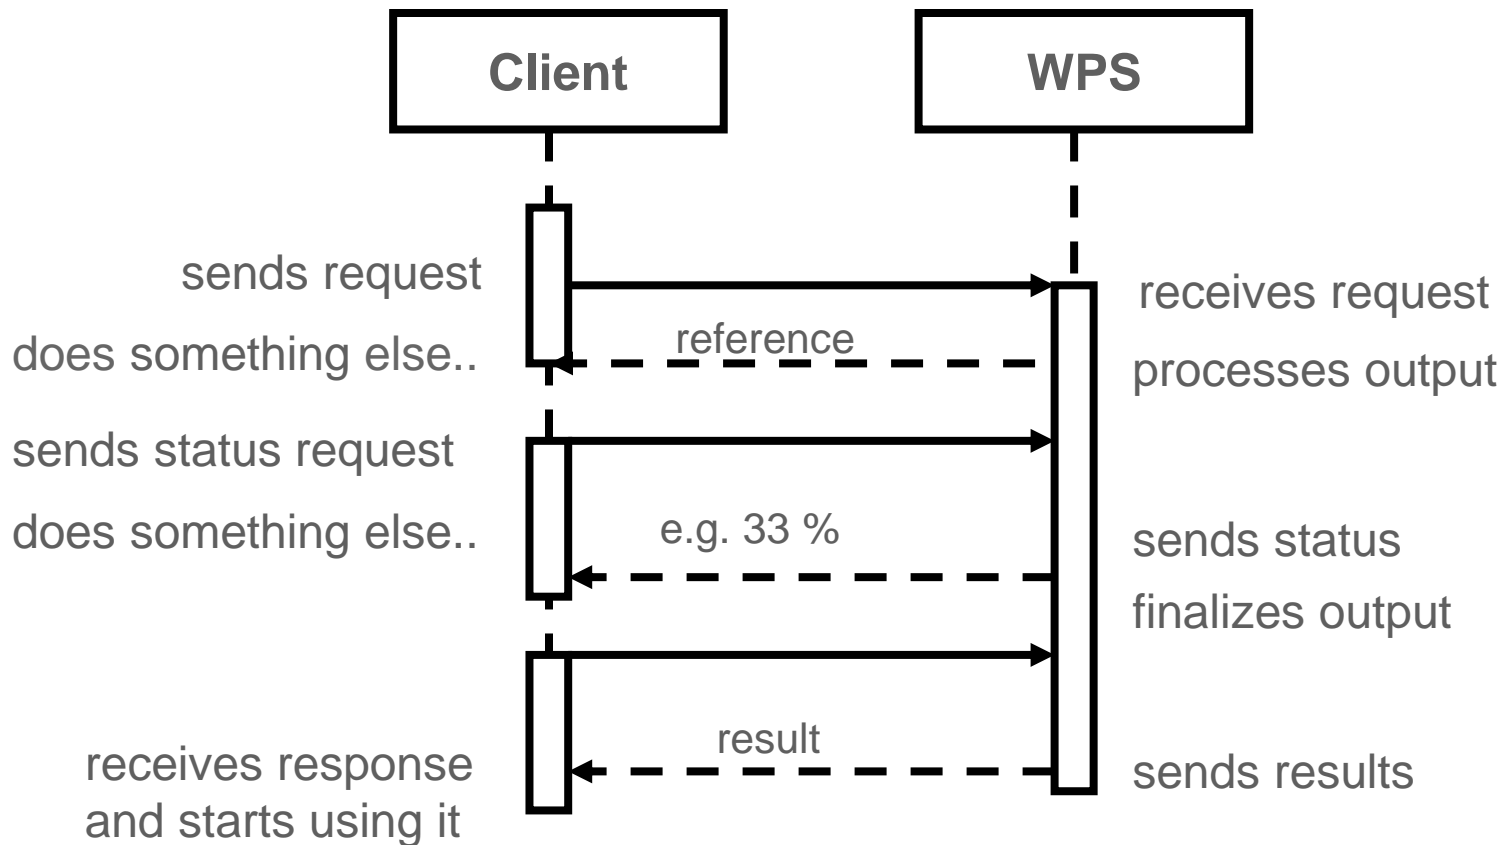 Client
WPS
sends request
receives request
does something else..
reference
processes output
sends status request
does something else..
e.g. 33 %
sends status
finalizes output
result
receives response
and starts using it
sends results